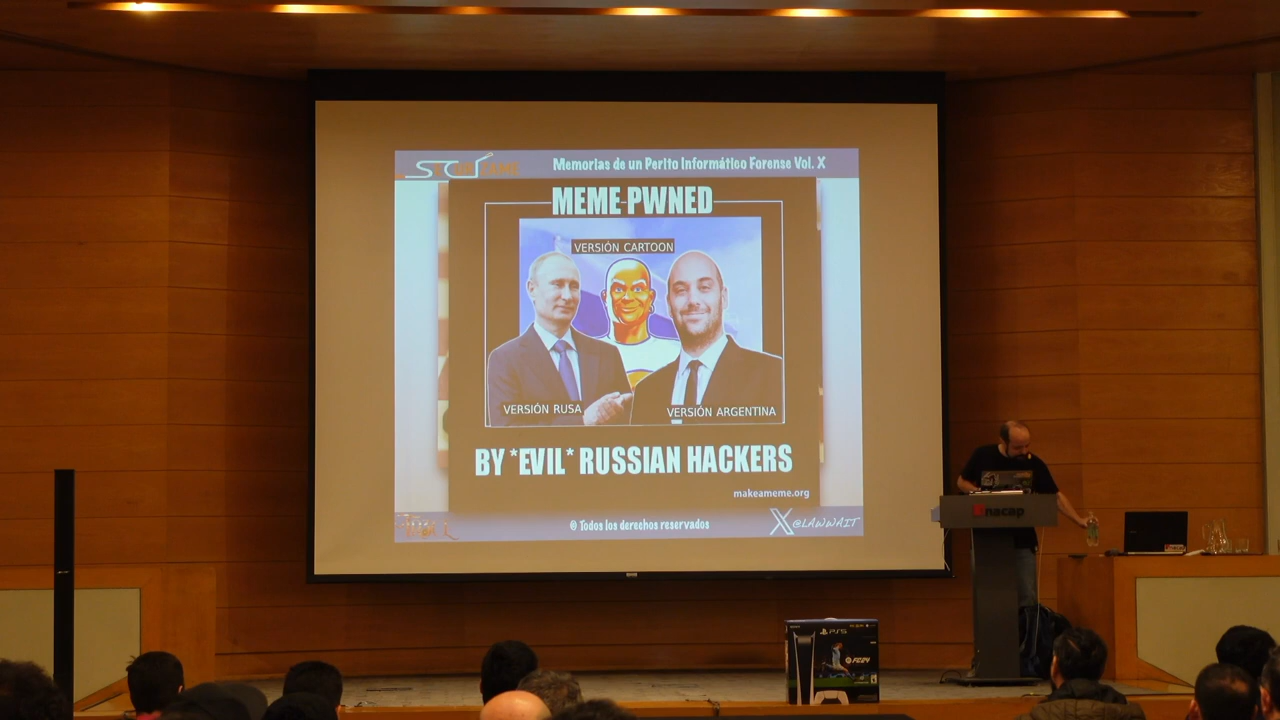 Memorias de un Perito Informático Forense Vol. X
MEME PWNED
VERSIÓN CARTOON
VERSIÓN RUSA
VERSIÓN ARGENTINA
BY *EVIL* RUSSIAN HACKERS
makeameme.org
© Todos los derechos reservados
X @LAWWAIT
inacap
PS5
FC24